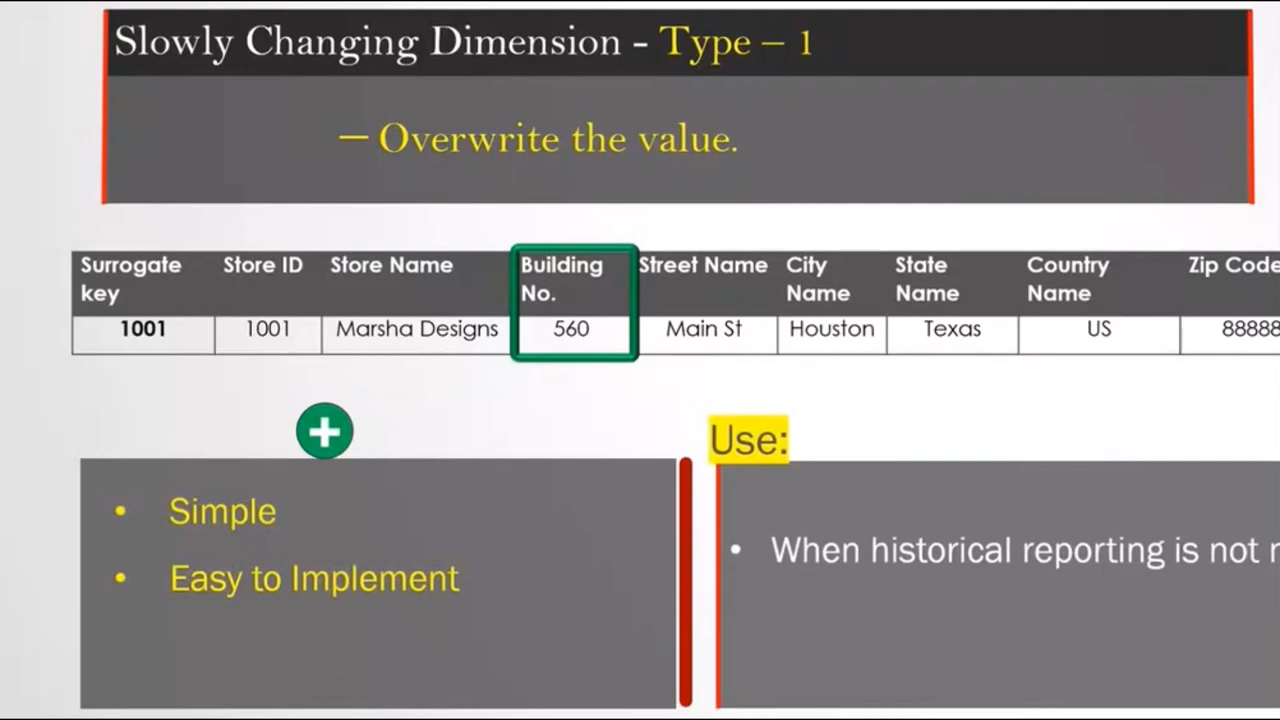 Slowly Changing Dimension - Type – 1
– Overwrite the value.
Surrogate key Store ID Store Name Building No. Street Name City Name State Name Country Name Zip Code
1001 1001 Marsha Designs 560 Main St Houston Texas US 88888
Use:
• Simple
• Easy to Implement
• When historical reporting is not